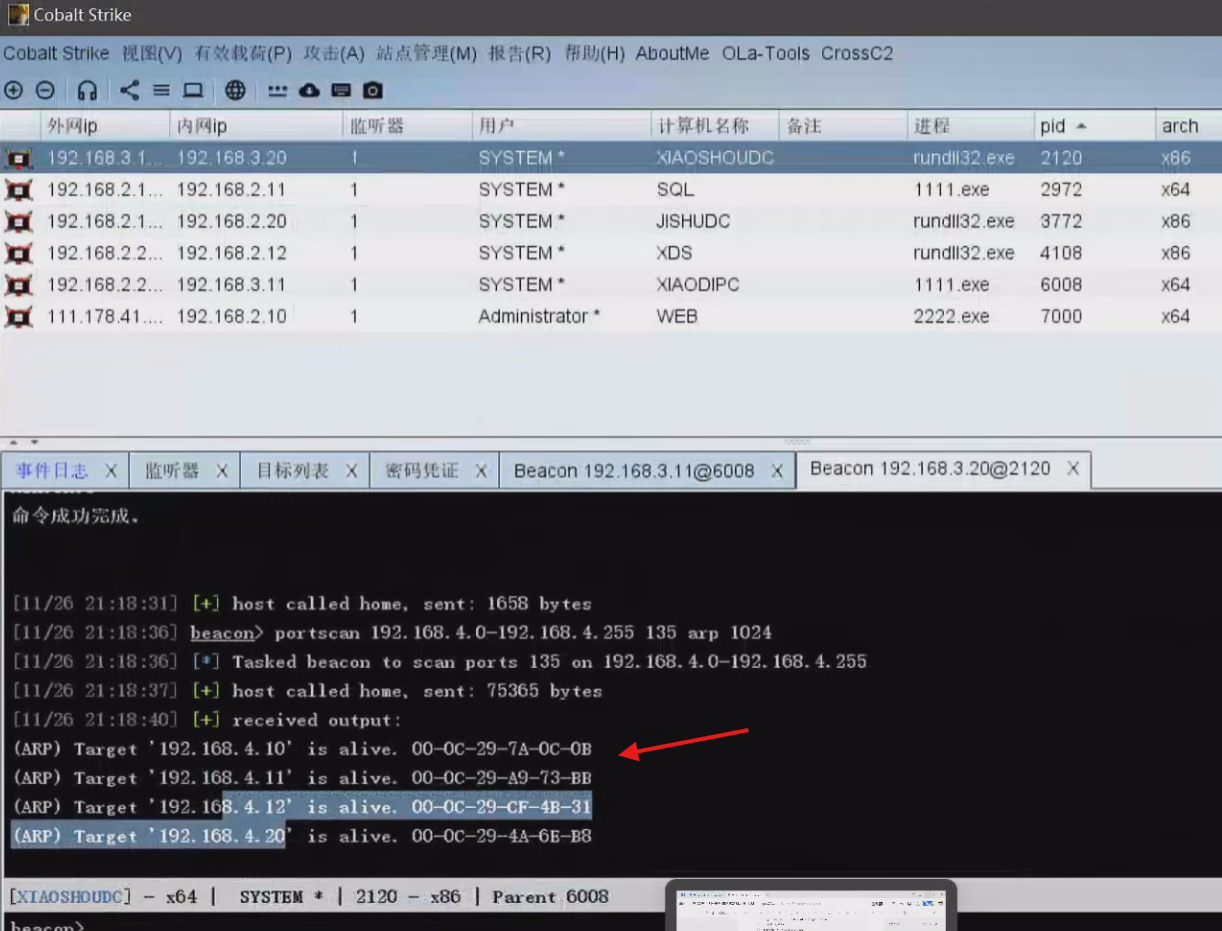 Cobalt Strike
Cobalt Strike 视图(V) 有效载荷(P) 攻击(A) 站点管理(M) 报告(R) 帮助(H) AboutMe OLa-Tools CrossC2
外网ip 内网ip 监听器 用户 计算机名称 备注 进程 pid arch
192.168.3.1... 192.168.3.20 1 SYSTEM * XIAOSHOUDC rundll32.exe 2120 x86
192.168.2.1... 192.168.2.11 1 SYSTEM * SQL 1111.exe 2972 x64
192.168.2.1... 192.168.2.20 1 SYSTEM * JISHUDC rundll32.exe 3772 x86
192.168.2.2... 192.168.2.12 1 SYSTEM * XDS rundll32.exe 4108 x86
192.168.2.2... 192.168.3.11 1 SYSTEM * XIAODIPC 1111.exe 6008 x64
111.178.41.... 192.168.2.10 1 Administrator * WEB 2222.exe 7000 x64
事件日志 X 监听器 X 目标列表 X 密码凭证 X Beacon 192.168.3.11@6008 X Beacon 192.168.3.20@2120 X
命令成功完成。
[11/26 21:18:31] [+] host called home, sent: 1658 bytes
[11/26 21:18:36] beacon> portscan 192.168.4.0-192.168.4.255 135 arp 1024
[11/26 21:18:36] [*] Tasked beacon to scan ports 135 on 192.168.4.0-192.168.4.255
[11/26 21:18:37] [+] host called home, sent: 75365 bytes
[11/26 21:18:40] [+] received output:
(ARP) Target '192.168.4.10' is alive. 00-0C-29-7A-0C-0B
(ARP) Target '192.168.4.11' is alive. 00-0C-29-A9-73-BB
(ARP) Target '192.168.4.12' is alive. 00-0C-29-CF-4B-31
(ARP) Target '192.168.4.20' is alive. 00-0C-29-4A-6E-B8
[XIAOSHOUDC] - x64 | SYSTEM * | 2120 - x86 | Parent 6008
beacon>